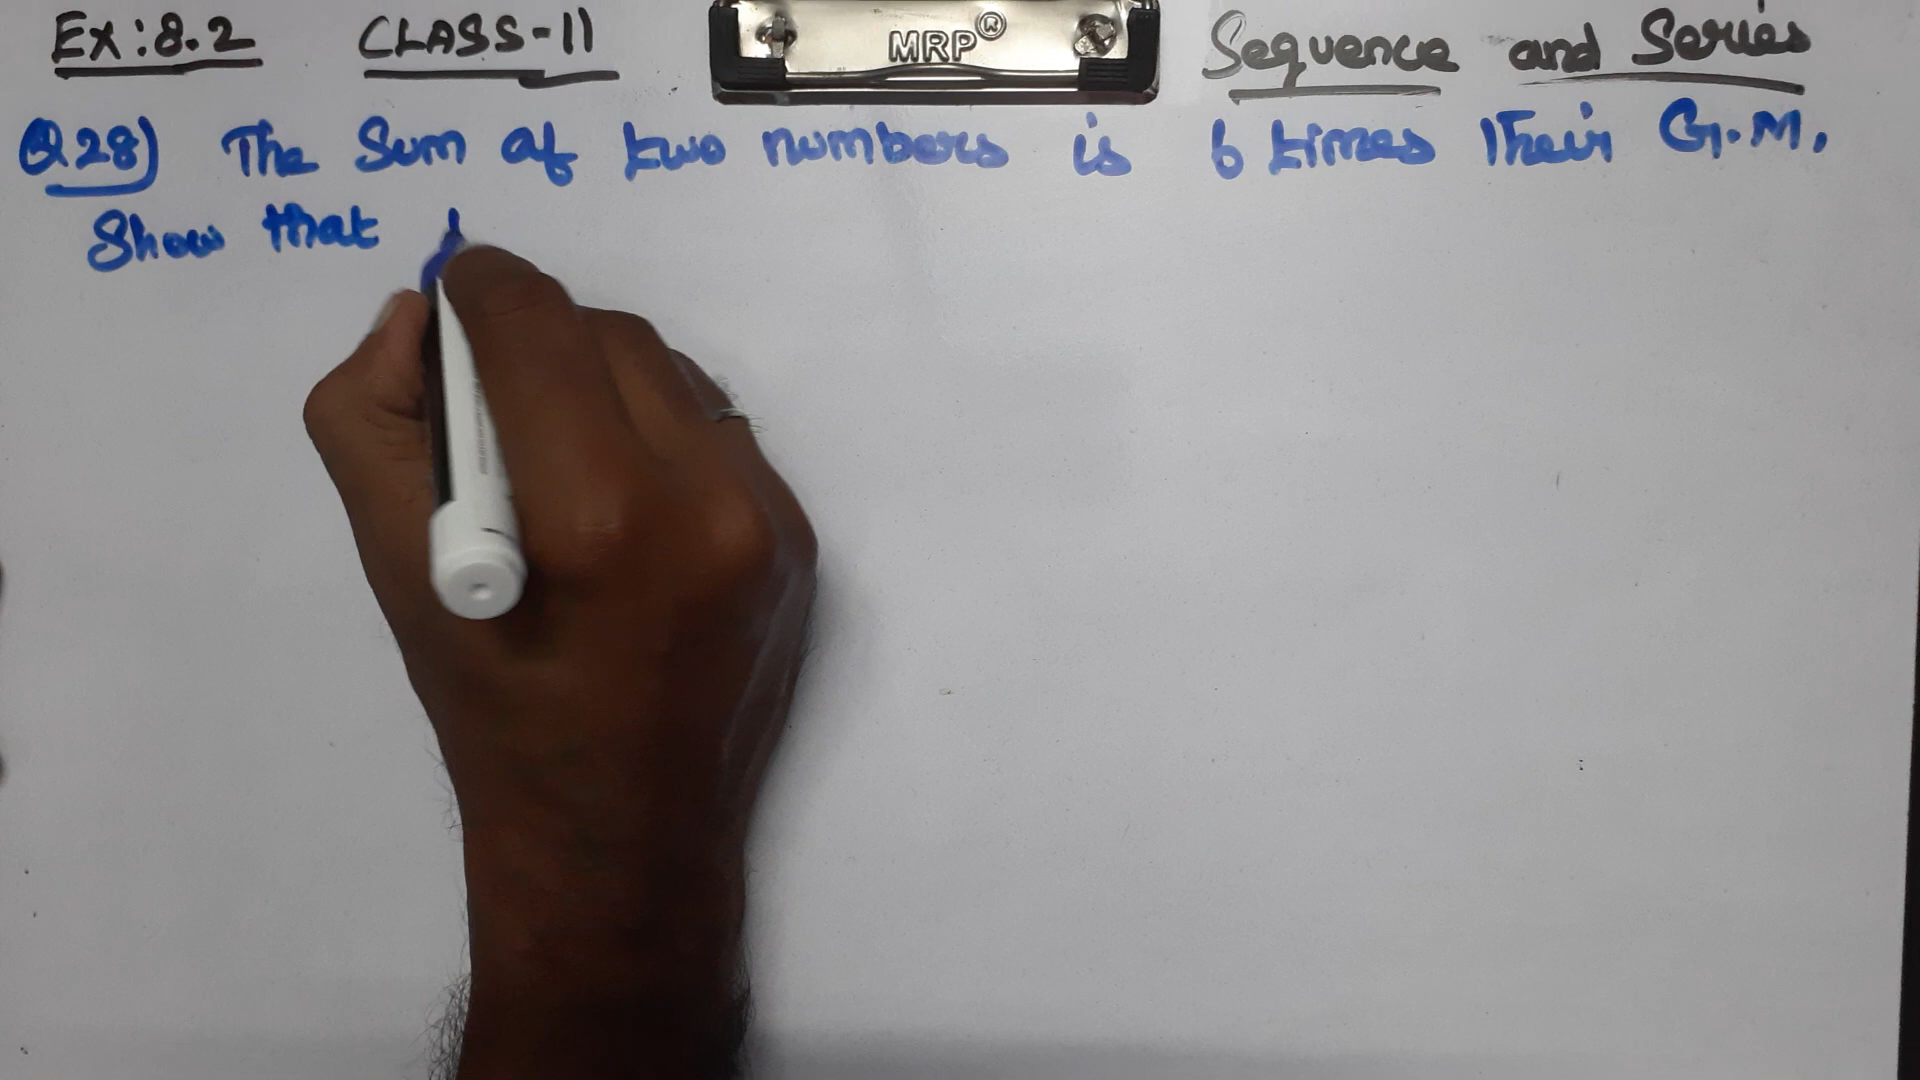 EX:8.2 CLASS-11 MRP® Sequence and Series
Q.28) The Sum of two numbers is 6 times their G.M.
Show that